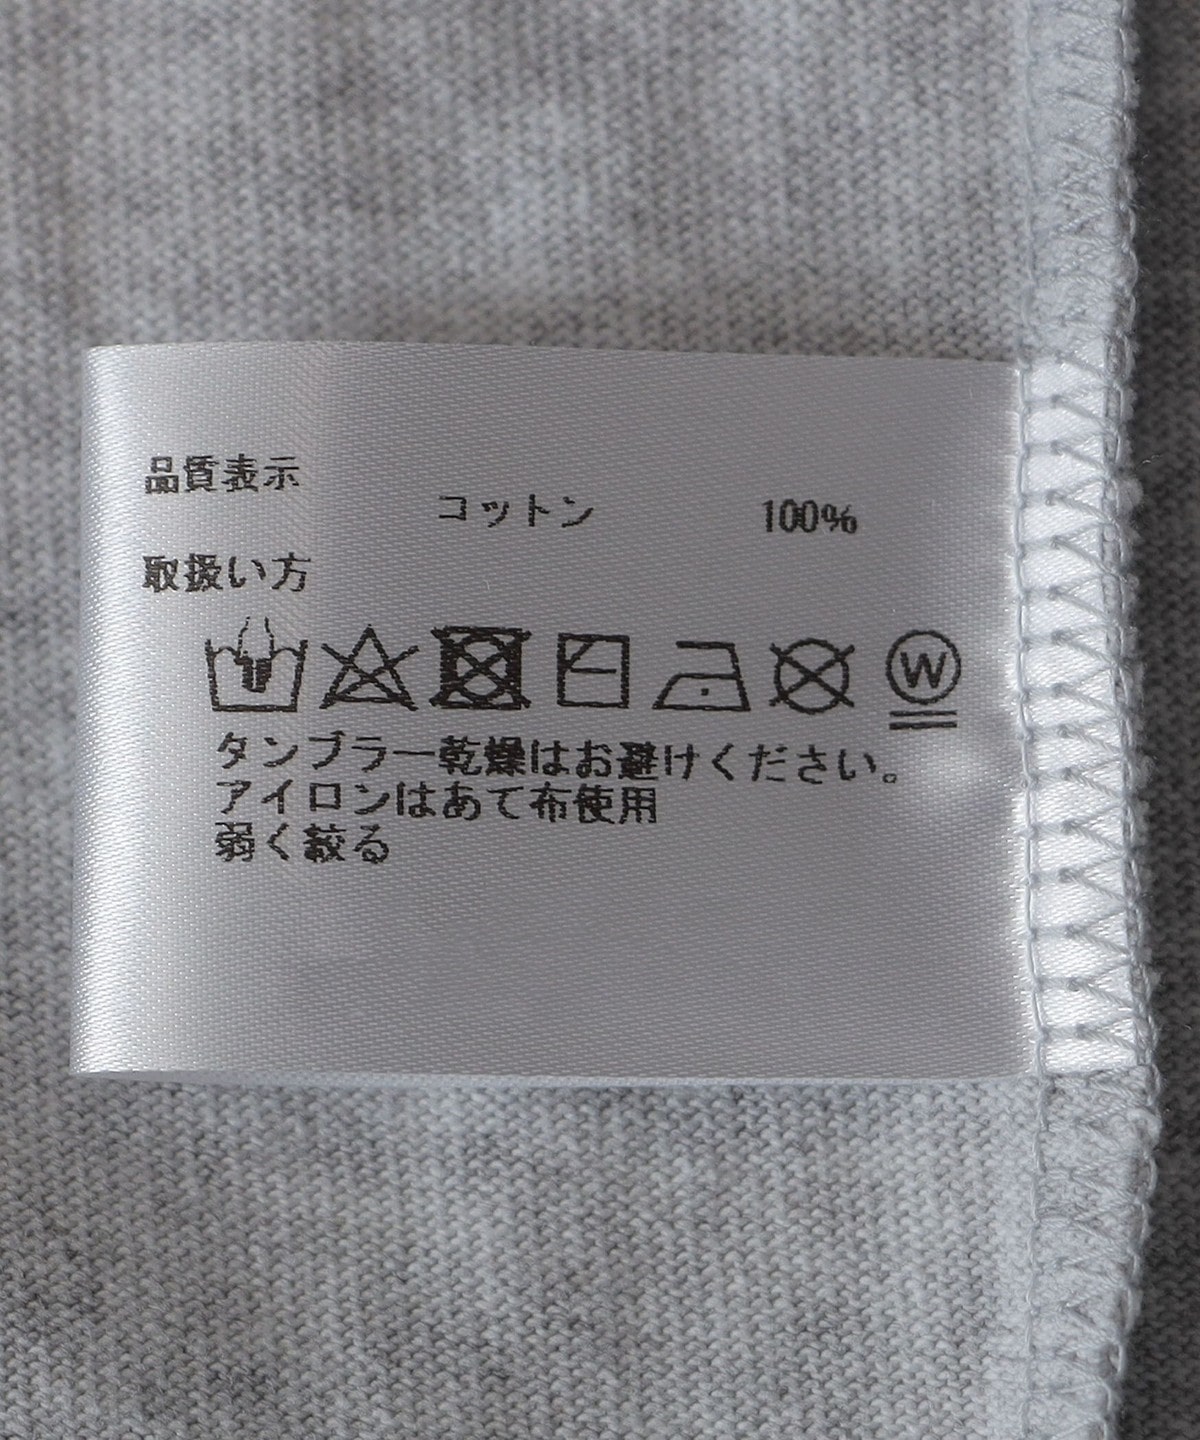 品質表示
コットン 100%
取扱い方
W
タンブラー乾燥はお避けください。
アイロンはあて布使用
弱く絞る